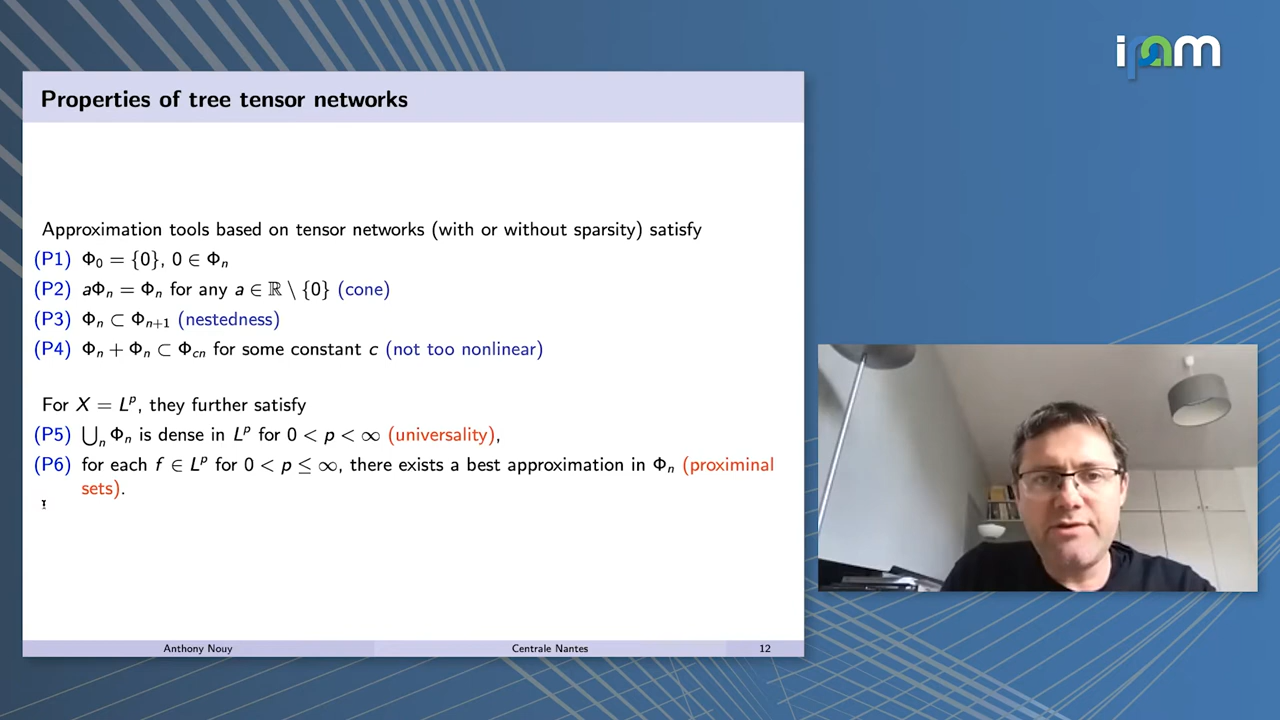 ipam
Properties of tree tensor networks
Approximation tools based on tensor networks (with or without sparsity) satisfy
(P1) Φ₀ = {0}, 0 ∈ Φₙ
(P2) aΦₙ = Φₙ for any a ∈ ℝ \ {0} (cone)
(P3) Φₙ ⊂ Φₙ₊₁ (nestedness)
(P4) Φₙ + Φₙ ⊂ Φ_{cn} for some constant c (not too nonlinear)
For X = Lᵖ, they further satisfy
(P5) ⋃ₙ Φₙ is dense in Lᵖ for 0 < p < ∞ (universality),
(P6) for each f ∈ Lᵖ for 0 < p ≤ ∞, there exists a best approximation in Φₙ (proximinal
sets).
Anthony Nouy Centrale Nantes 12